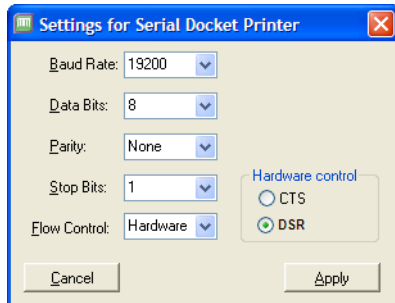 Settings for Serial Docket Printer
Baud Rate: 19200
Data Bits: 8
Parity: None
Stop Bits: 1
Hardware control
CTS
Flow Control: Hardware
DSR
Cancel
Apply